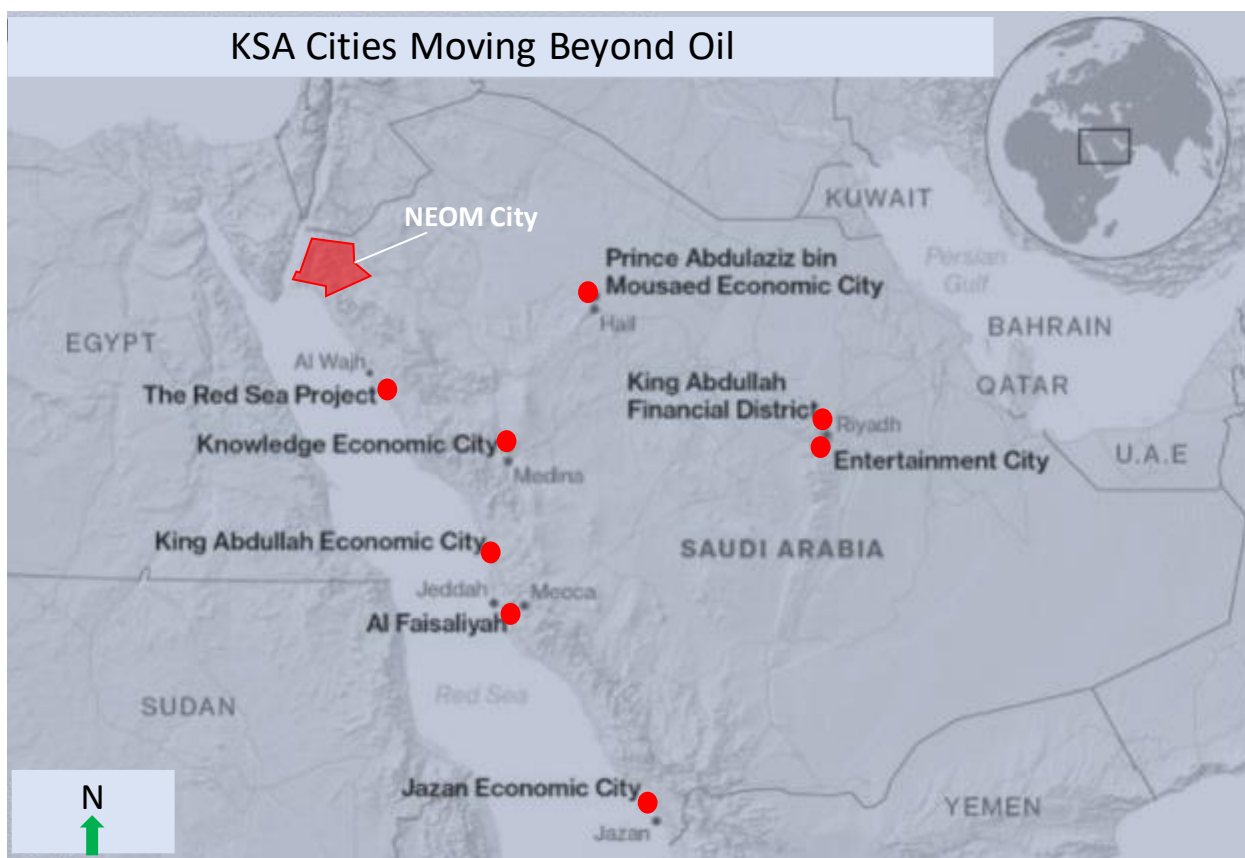 KSA Cities Moving Beyond Oil
KUWAIT
NEOM City
Prince Abdulaziz bin
Mousaed Economic City
Persian
Gulf
Hail
BAHRAIN
EGYPT
Al Wajh
The Red Sea Project
King Abdullah
Financial District
QATAR
Riyadh
Knowledge Economic City
Medina
Entertainment City
U.A.E
King Abdullah Economic City
SAUDI ARABIA
Jeddah
Mecca
Al Faisaliyah
Red Sea
SUDAN
Jazan Economic City
Jazan
YEMEN
N